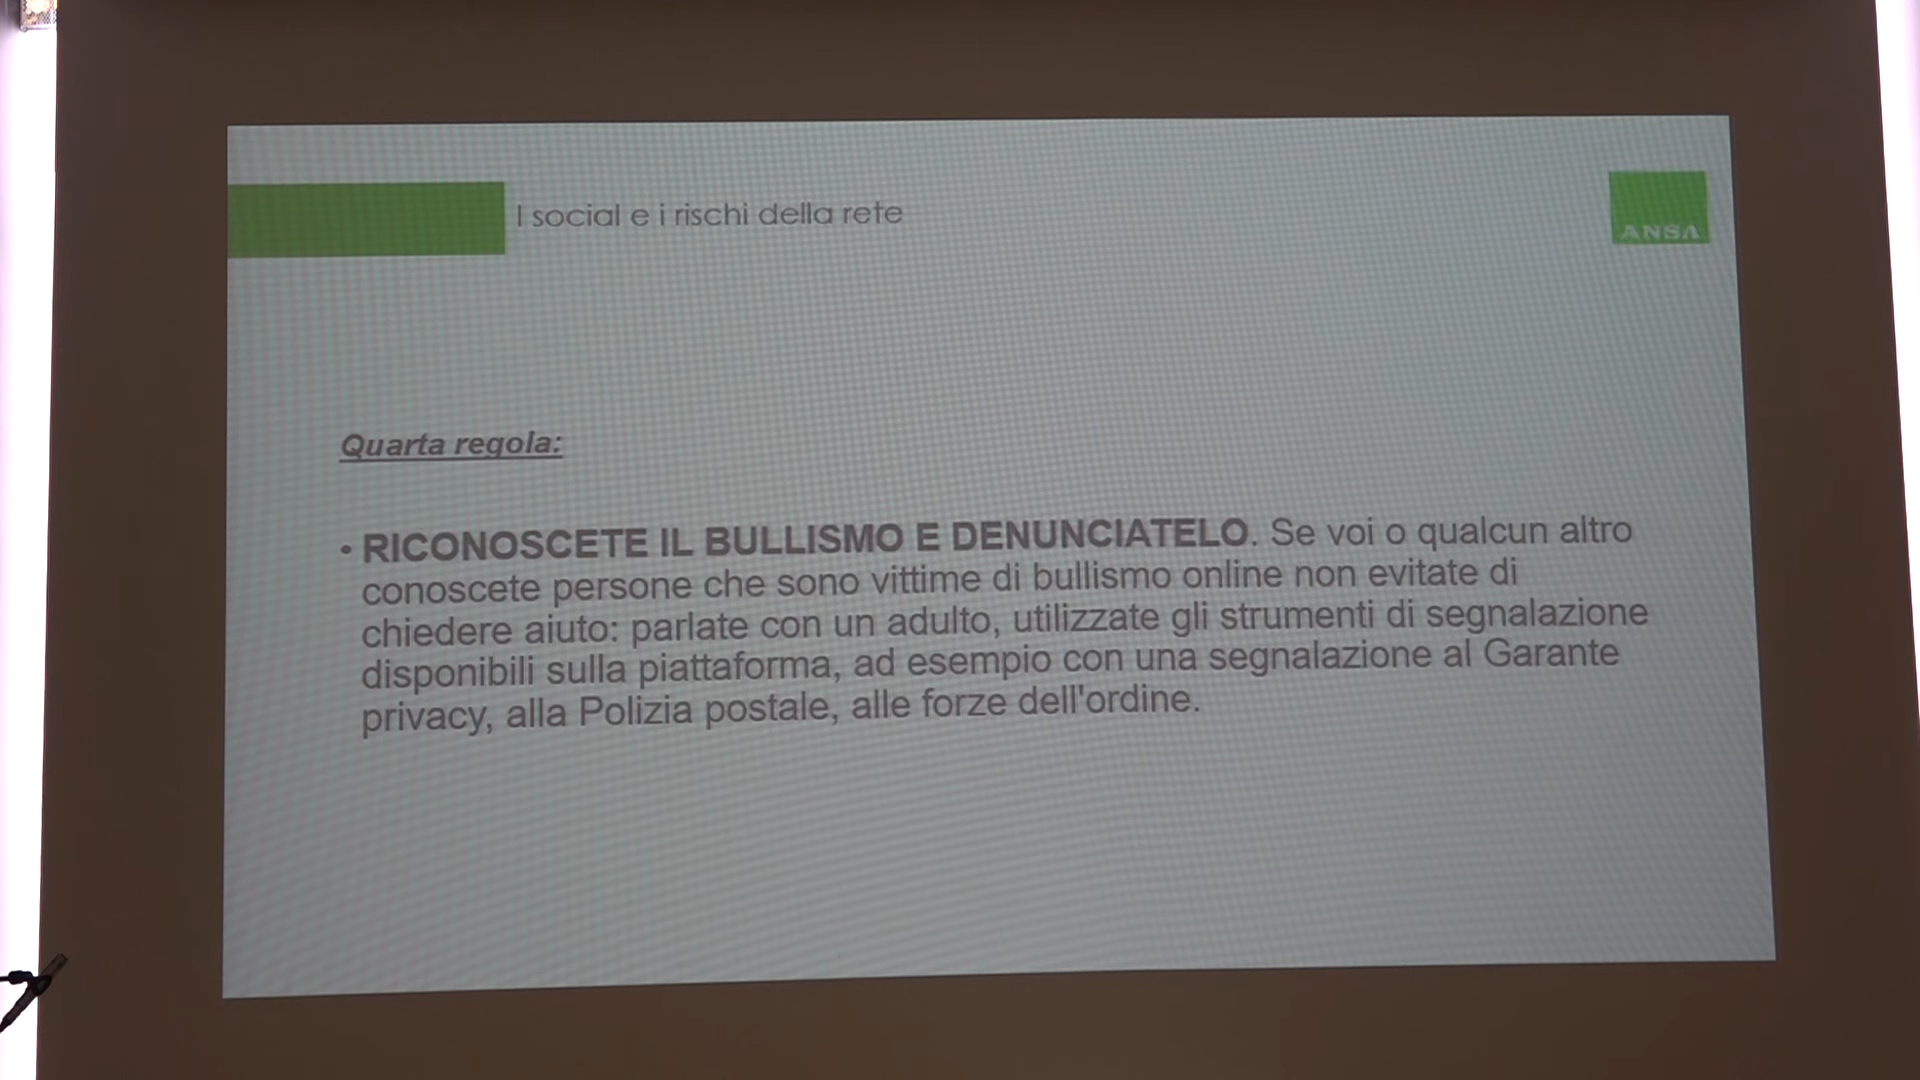 I social e i rischi della rete
ANSA
Quarta regola:
• RICONOSCETE IL BULLISMO E DENUNCIATELO. Se voi o qualcun altro
conoscete persone che sono vittime di bullismo online non evitate di
chiedere aiuto: parlate con un adulto, utilizzate gli strumenti di segnalazione
disponibili sulla piattaforma, ad esempio con una segnalazione al Garante
privacy, alla Polizia postale, alle forze dell'ordine.